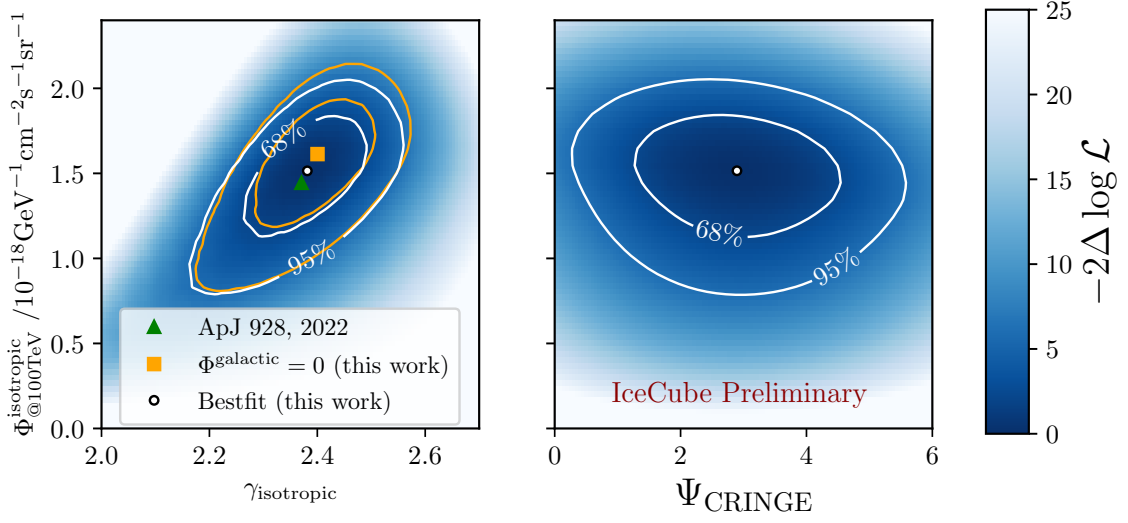 Φ^isotropic_@100TeV /10^−18GeV^−1cm^−2s^−1sr^−1
2.0
1.5
1.0
0.5
0.0
68%
95%
ApJ 928, 2022
Φ^galactic = 0 (this work)
Bestfit (this work)
2.0 2.2 2.4 2.6
γ_isotropic
68%
95%
IceCube Preliminary
0 2 4 6
Ψ_CRINGE
25
20
15
10
5
0
−2Δ log ℒ